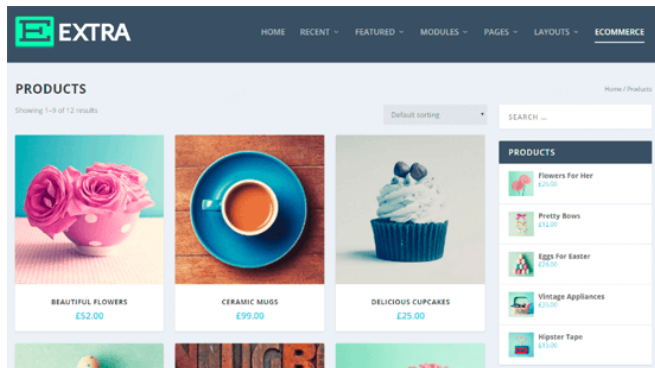 EXTRA
HOME RECENT FEATURED MODULES PAGES LAYOUTS ECOMMERCE
PRODUCTS
Home / Products
Showing 1–9 of 12 results
Default sorting
SEARCH ...
PRODUCTS
Flowers For Her
Pretty Bows
Eggs For Easter
Vintage Appliances
Hipster Tape
BEAUTIFUL FLOWERS
£52.00
CERAMIC MUGS
£99.00
DELICIOUS CUPCAKES
£25.00